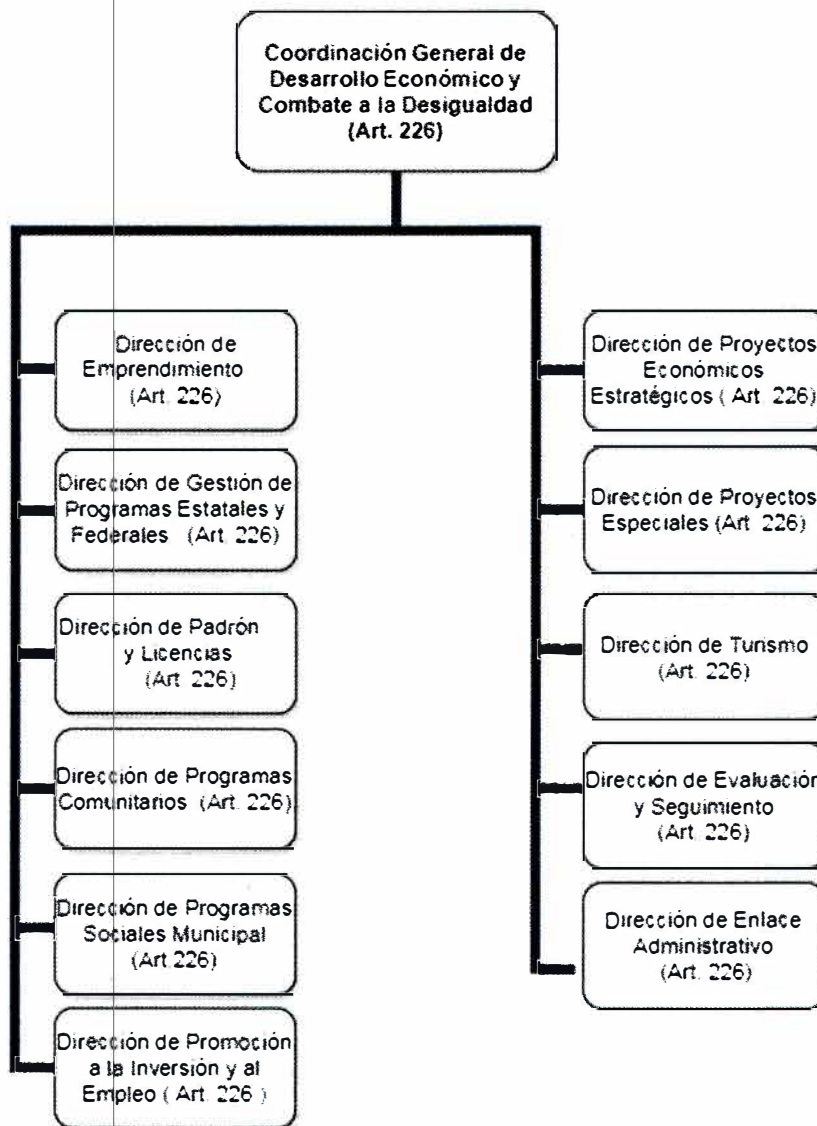 Coordinación General de
Desarrollo Económico y
Combate a la Desigualdad
(Art. 226)
Dirección de
Emprendimiento
(Art. 226)
Dirección de Gestión de
Programas Estatales y
Federales (Art. 226)
Dirección de Padrón
y Licencias
(Art. 226)
Dirección de Programas
Comunitarios (Art. 226)
Dirección de Programas
Sociales Municipal
(Art.226)
Dirección de Promoción
a la Inversión y al
Empleo ( Art. 226 )
Dirección de Proyectos
Económicos
Estratégicos ( Art. 226)
Dirección de Proyectos
Especiales (Art. 226)
Dirección de Turismo
(Art. 226)
Dirección de Evaluación
y Seguimiento
(Art. 226)
Dirección de Enlace
Administrativo
(Art. 226)